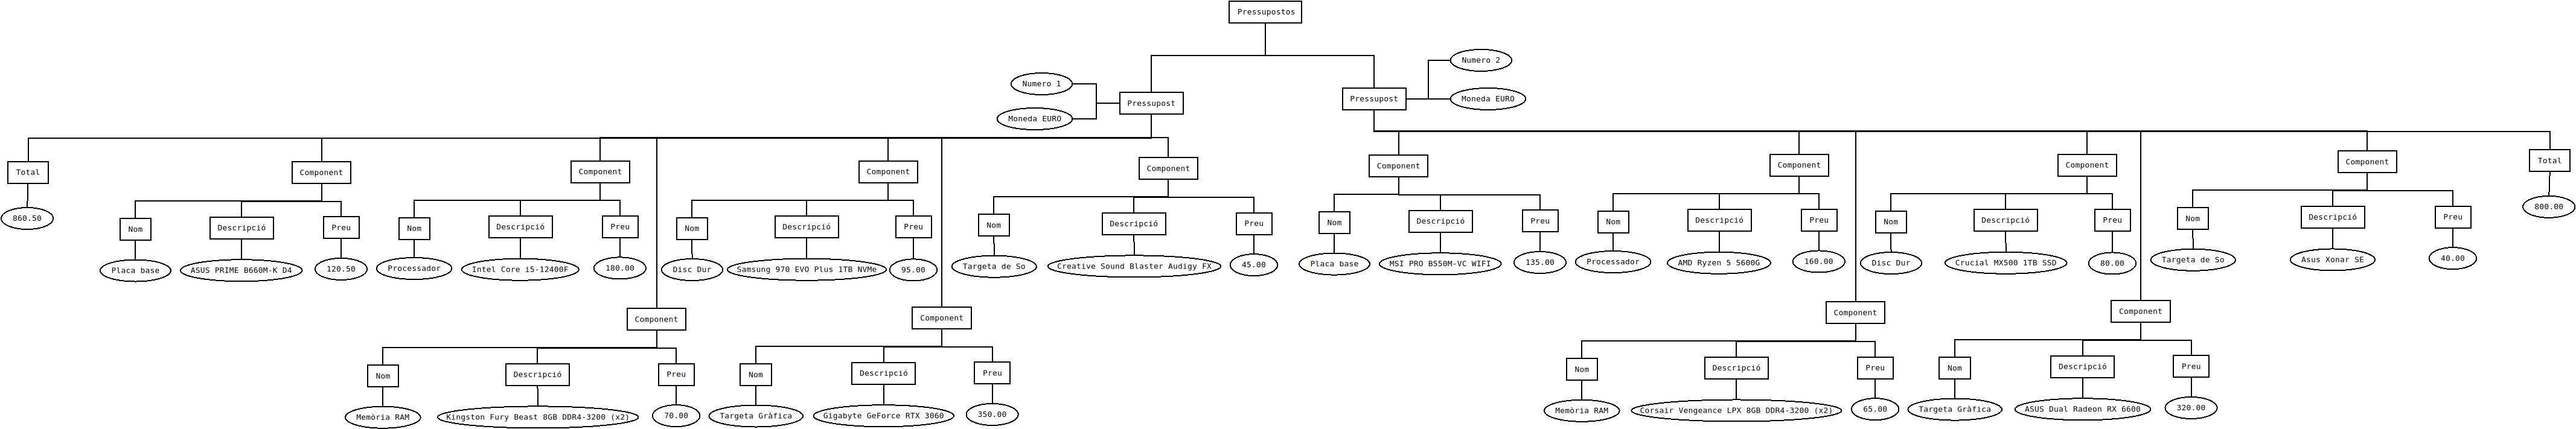 Pressupostos
Numero 1
Moneda EURO
Pressupost
Numero 2
Moneda EURO
Pressupost
Total
860.50
Component
Nom
Descripció
Preu
Placa base
ASUS PRIME B660M-K D4
120.50
Component
Nom
Descripció
Preu
Processador
Intel Core i5-12400F
180.00
Component
Nom
Descripció
Preu
Memòria RAM
Kingston Fury Beast 8GB DDR4-3200 (x2)
70.00
Component
Nom
Descripció
Preu
Disc Dur
Samsung 970 EVO Plus 1TB NVMe
95.00
Component
Nom
Descripció
Preu
Targeta Gràfica
Gigabyte GeForce RTX 3060
350.00
Component
Nom
Descripció
Preu
Targeta de So
Creative Sound Blaster Audigy FX
45.00
Component
Nom
Descripció
Preu
Placa base
MSI PRO B550M-VC WIFI
135.00
Component
Nom
Descripció
Preu
Processador
AMD Ryzen 5 5600G
160.00
Component
Nom
Descripció
Preu
Memòria RAM
Corsair Vengeance LPX 8GB DDR4-3200 (x2)
65.00
Component
Nom
Descripció
Preu
Disc Dur
Crucial MX500 1TB SSD
80.00
Component
Nom
Descripció
Preu
Targeta Gràfica
ASUS Dual Radeon RX 6600
320.00
Component
Nom
Descripció
Preu
Targeta de So
Asus Xonar SE
40.00
Total
800.00